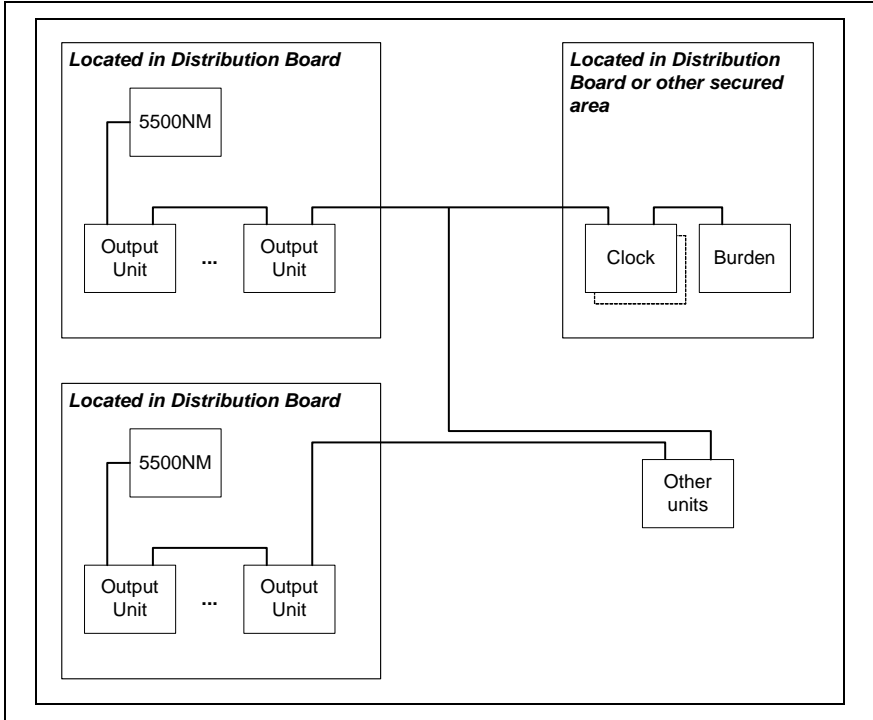 Located in Distribution Board
5500NM
Output
Unit
...
Output
Unit
Located in Distribution
Board or other secured
area
Clock
Burden
Located in Distribution Board
5500NM
Output
Unit
...
Output
Unit
Other
units